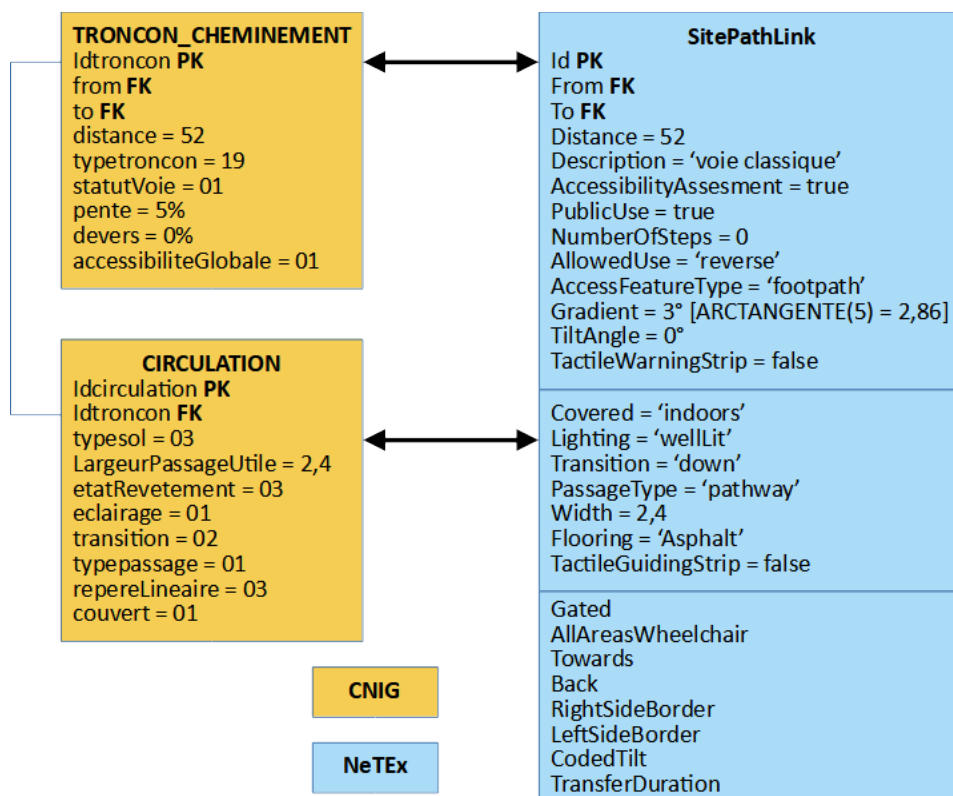 TRONCON_CHEMINEMENT
Idtroncon PK
from FK
to FK
distance = 52
typetroncon = 19
statutVoie = 01
pente = 5%
devers = 0%
accessibiliteGlobale = 01
CIRCULATION
Idcirculation PK
Idtroncon FK
typesol = 03
LargeurPassageUtile = 2,4
etatRevetement = 03
eclairage = 01
transition = 02
typepassage = 01
repereLineaire = 03
couvert = 01
CNIG
NeTEx
SitePathLink
Id PK
From FK
To FK
Distance = 52
Description = ‘voie classique’
AccessibilityAssesment = true
PublicUse = true
NumberOfSteps = 0
AllowedUse = ‘reverse’
AccessFeatureType = ‘footpath’
Gradient = 3° [ARCTANGENTE(5) = 2,86]
TiltAngle = 0°
TactileWarningStrip = false
Covered = ‘indoors’
Lighting = ‘wellLit’
Transition = ‘down’
PassageType = ‘pathway’
Width = 2,4
Flooring = ‘Asphalt’
TactileGuidingStrip = false
Gated
AllAreasWheelchair
Towards
Back
RightSideBorder
LeftSideBorder
CodedTilt
TransferDuration